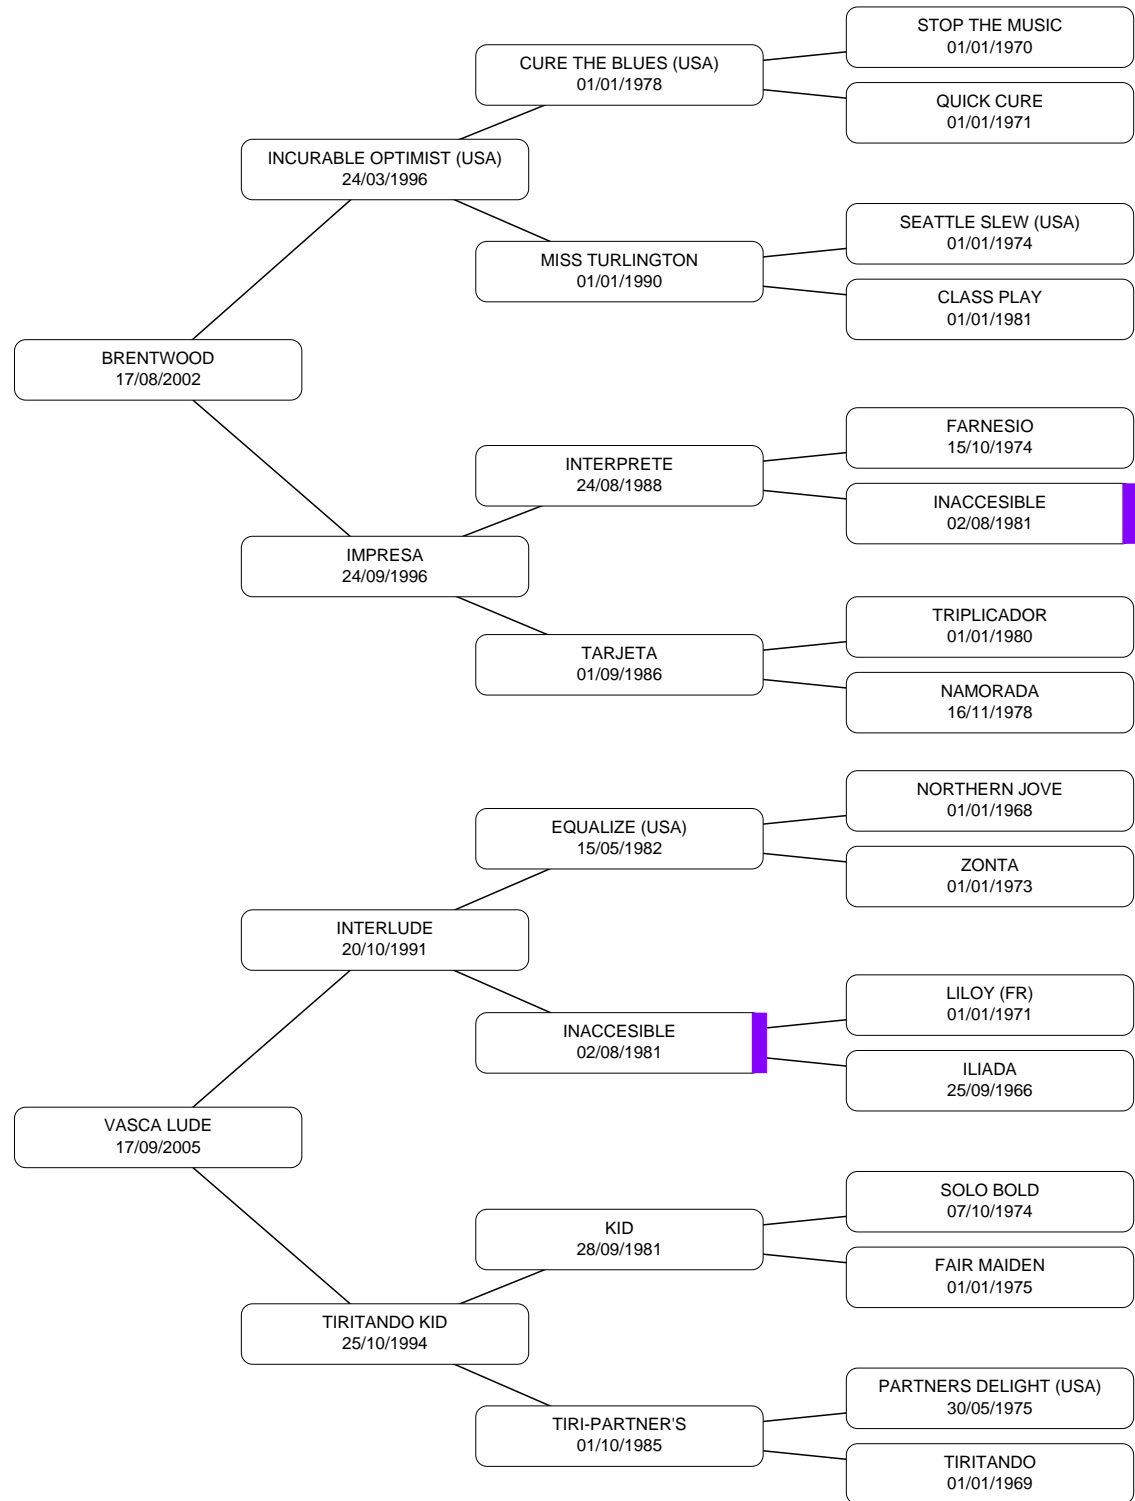 STOP THE MUSIC
01/01/1970
CURE THE BLUES (USA)
01/01/1978
QUICK CURE
01/01/1971
INCURABLE OPTIMIST (USA)
24/03/1996
SEATTLE SLEW (USA)
01/01/1974
MISS TURLINGTON
01/01/1990
CLASS PLAY
01/01/1981
BRENTWOOD
17/08/2002
FARNESIO
15/10/1974
INTERPRETE
24/08/1988
INACCESIBLE
02/08/1981
IMPRESA
24/09/1996
TRIPLICADOR
01/01/1980
TARJETA
01/09/1986
NAMORADA
16/11/1978
NORTHERN JOVE
01/01/1968
EQUALIZE (USA)
15/05/1982
ZONTA
01/01/1973
INTERLUDE
20/10/1991
LILOY (FR)
01/01/1971
INACCESIBLE
02/08/1981
ILIADA
25/09/1966
VASCA LUDE
17/09/2005
SOLO BOLD
07/10/1974
KID
28/09/1981
FAIR MAIDEN
01/01/1975
TIRITANDO KID
25/10/1994
PARTNERS DELIGHT (USA)
30/05/1975
TIRI-PARTNER'S
01/10/1985
TIRITANDO
01/01/1969